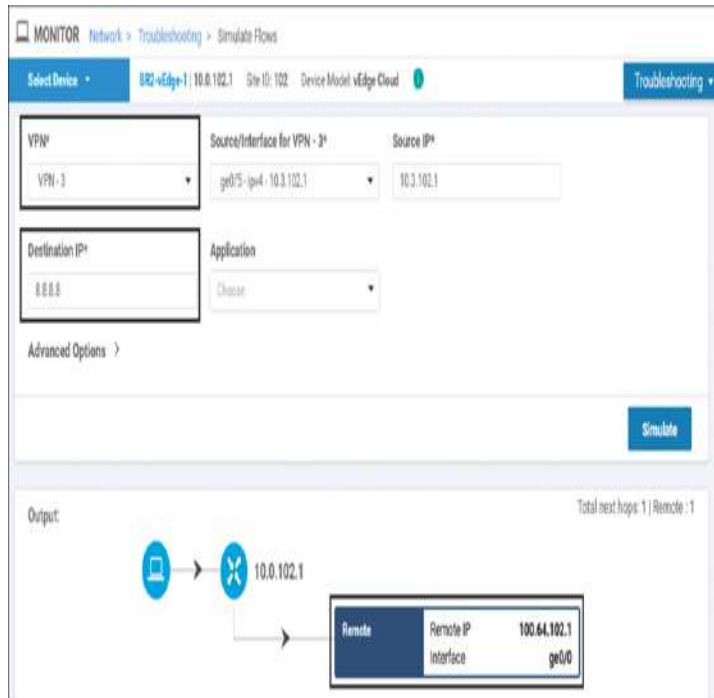 MONITOR Network > Troubleshooting > Simulate Flows
Select Device BR2-vEdge-1 | 10.0.102.1 Site ID: 102 Device Model: vEdge Cloud Troubleshooting
VPN* Source/Interface for VPN - 3* Source IP*
VPN - 3 ge0/5 - ipv4 - 10.3.102.1 10.3.102.1
Destination IP* Application
8.8.8.8 Choose
Advanced Options >
Simulate
Output: Total next hops: 1 | Remote : 1
10.0.102.1
Remote Remote IP 100.64.102.1
Interface ge0/0